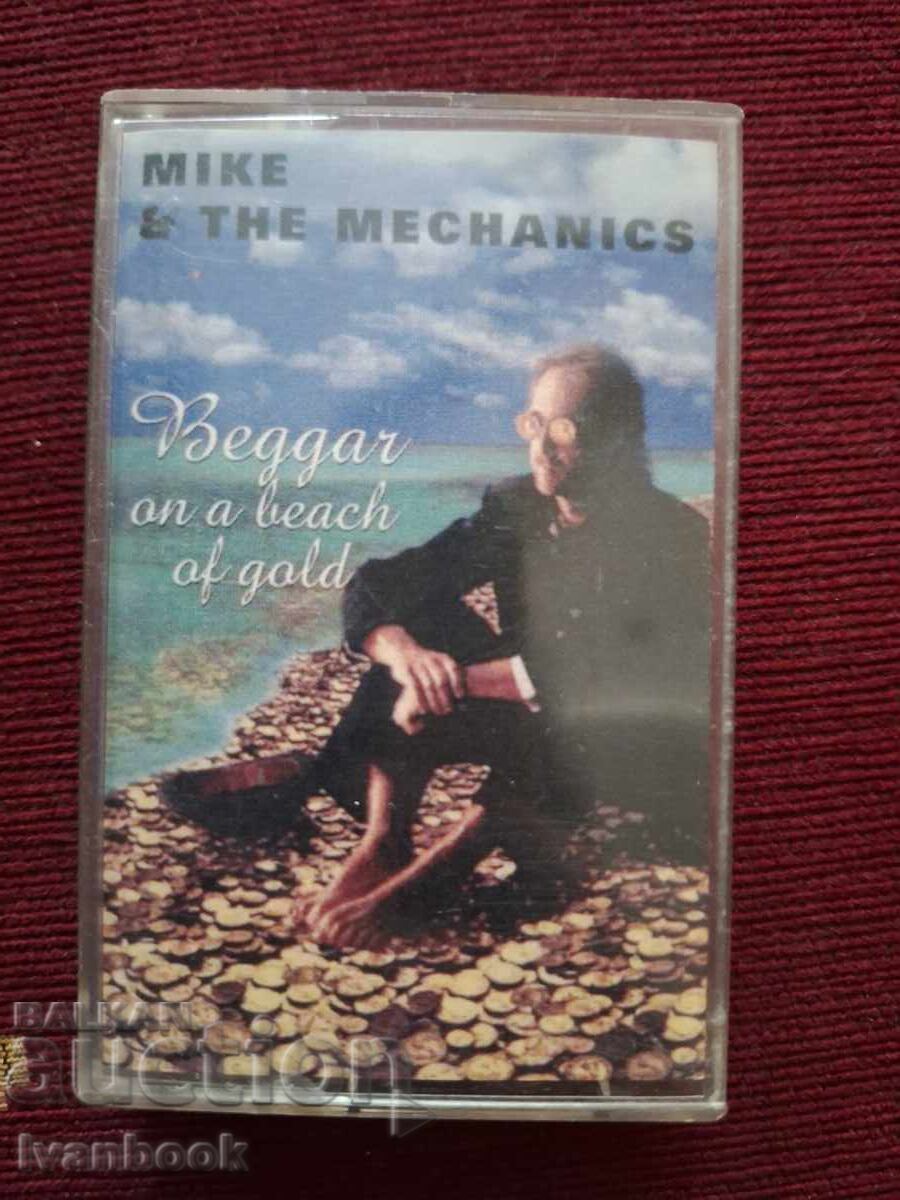 MIKE
& THE MECHANICS
Beggar
on a beach
of gold
BALKAN
auction
Ivanbook